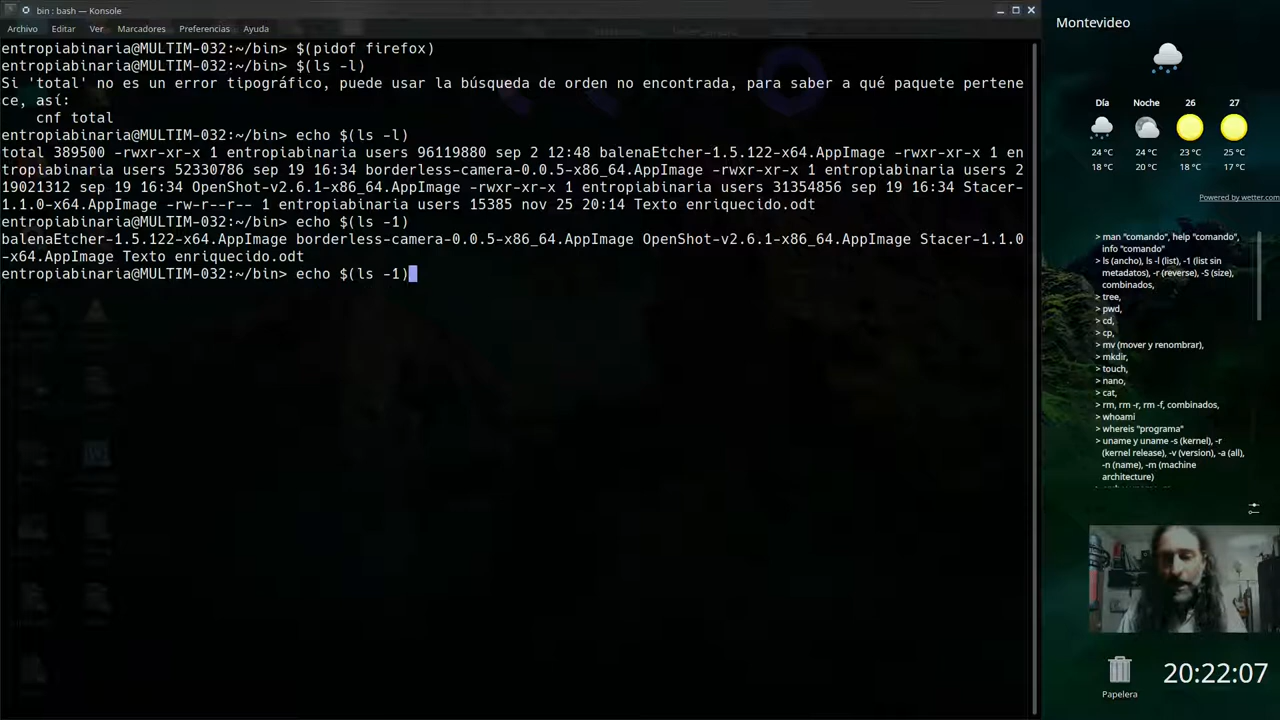 bin : bash — Konsole
Archivo Editar Ver Marcadores Preferencias Ayuda
entropiabinaria@MULTIM-032:~/bin> $(pidof firefox)
entropiabinaria@MULTIM-032:~/bin> $(ls -l)
Si 'total' no es un error tipográfico, puede usar la búsqueda de orden no encontrada, para saber a qué paquete pertene
ce, así:
cnf total
entropiabinaria@MULTIM-032:~/bin> echo $(ls -l)
total 389500 -rwxr-xr-x 1 entropiabinaria users 96119880 sep 2 12:48 balenaEtcher-1.5.122-x64.AppImage -rwxr-xr-x 1 en
tropiabinaria users 52330786 sep 19 16:34 borderless-camera-0.0.5-x86_64.AppImage -rwxr-xr-x 1 entropiabinaria users 2
19021312 sep 19 16:34 OpenShot-v2.6.1-x86_64.AppImage -rwxr-xr-x 1 entropiabinaria users 31354856 sep 19 16:34 Stacer-
1.1.0-x64.AppImage -rw-r--r-- 1 entropiabinaria users 15385 nov 25 20:14 Texto enriquecido.odt
entropiabinaria@MULTIM-032:~/bin> echo $(ls -1)
balenaEtcher-1.5.122-x64.AppImage borderless-camera-0.0.5-x86_64.AppImage OpenShot-v2.6.1-x86_64.AppImage Stacer-1.1.0
-x64.AppImage Texto enriquecido.odt
entropiabinaria@MULTIM-032:~/bin> echo $(ls -1)
Montevideo
Día Noche 26 27
24 °C 24 °C 23 °C 25 °C
18 °C 20 °C 18 °C 17 °C
Powered by wetter.com
> man "comando", help "comando",
info "comando"
> ls (ancho), ls -l (list), -1 (list sin
metadatos), -r (reverse), -S (size),
combinados,
> tree,
> pwd,
> cd,
> cp,
> mv (mover y renombrar),
> mkdir,
> touch,
> nano,
> cat,
> rm, rm -r, rm -f, combinados,
> whoami
> whereis "programa"
> uname y uname -s (kernel), -r
(kernel release), -v (version), -a (all),
-n (name), -m (machine
architecture)
Papelera
20:22:07